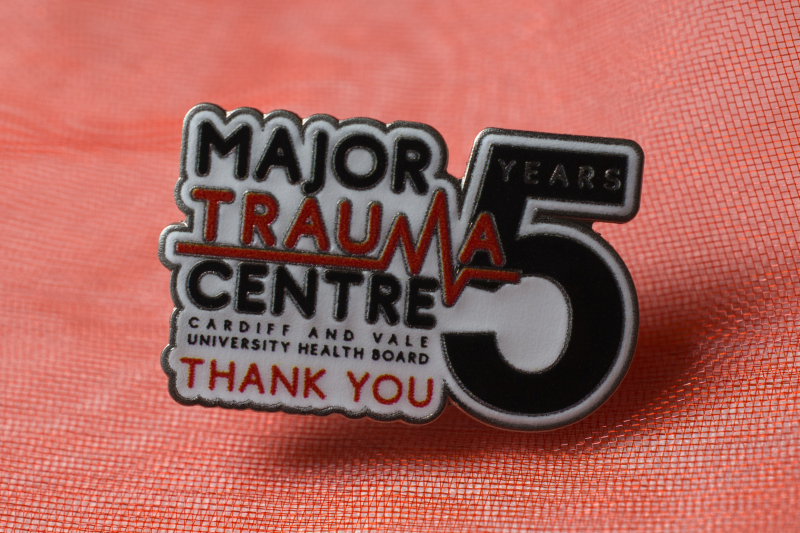 MAJOR
TRAUMA
CENTRE
CARDIFF AND VALE
UNIVERSITY HEALTH BOARD
THANK YOU
5
YEARS